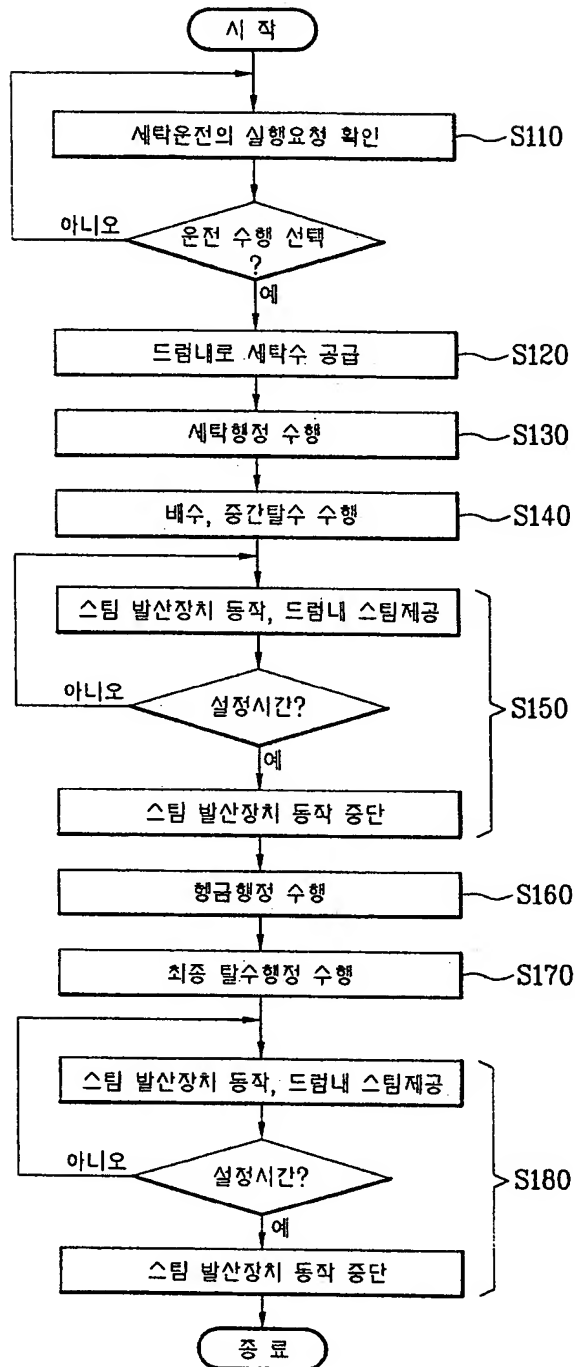 시 작
세탁운전의 실행요청 확인
S110
아니오
운전 수행 선택
?
예
드럼내로 세탁수 공급
S120
세탁행정 수행
S130
배수, 중간탈수 수행
S140
스팀 발산장치 동작, 드럼내 스팀제공
아니오
설정시간?
S150
예
스팀 발산장치 동작 중단
헹굼행정 수행
S160
최종 탈수행정 수행
S170
스팀 발산장치 동작, 드럼내 스팀제공
아니오
설정시간?
S180
예
스팀 발산장치 동작 중단
종 료